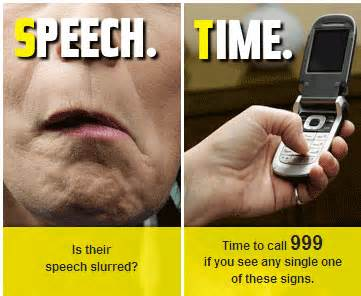 SPEECH.
Is their
speech slurred?
TIME.
Time to call 999
if you see any single one
of these signs.